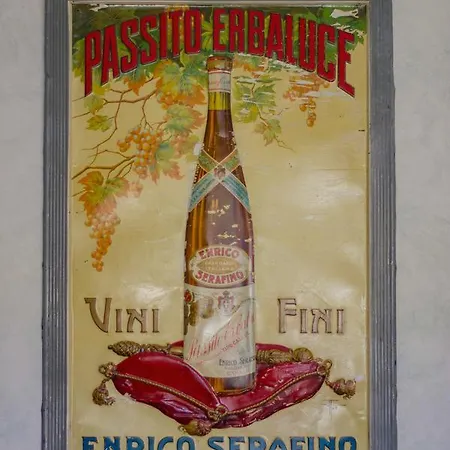 PASSITO ERBALUCE
ENRICO
SERAFINO
VINI FINI
ENRICO SERAFINO